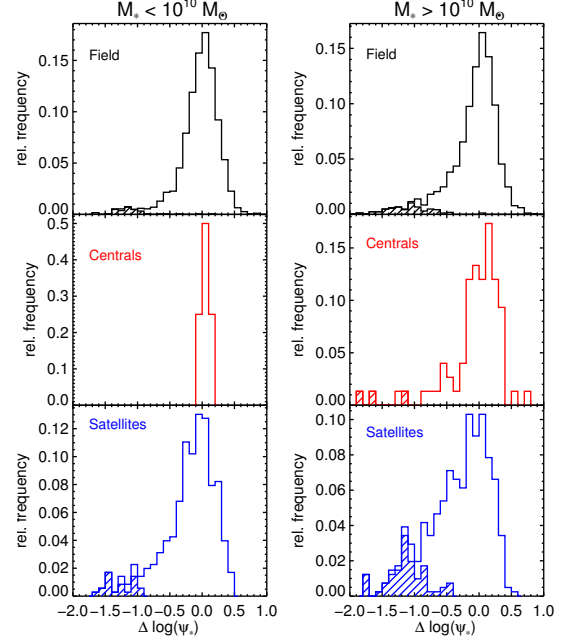 M* < 10^10 M⊙ M* > 10^10 M⊙
Field
rel. frequency
0.15
0.10
0.05
0.00
Field
rel. frequency
0.15
0.10
0.05
0.00
Centrals
rel. frequency
0.5
0.4
0.3
0.2
0.1
0.0
Centrals
rel. frequency
0.15
0.10
0.05
0.00
Satellites
rel. frequency
0.12
0.10
0.08
0.06
0.04
0.02
0.00
−2.0 −1.5 −1.0 −0.5 0.0 0.5 1.0
Δ log(ψ*)
Satellites
rel. frequency
0.10
0.08
0.06
0.04
0.02
0.00
−2.0 −1.5 −1.0 −0.5 0.0 0.5 1.0
Δ log(ψ*)